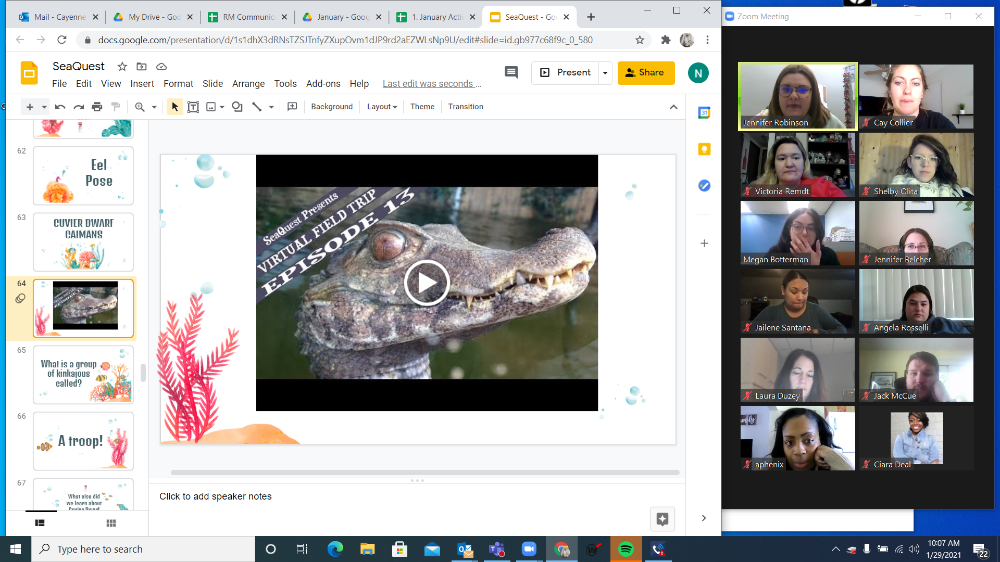 Mail - Cayenne
My Drive - Goo
RM Communic
January - Goog
1. January Activ
SeaQuest - Goo
docs.google.com/presentation/d/1s1dhX3dRNsTZSJTnfyZXupOvm1dJP9rd2aEZWLsNp9U/edit#slide=id.gb977c68f9c_0_580
SeaQuest
File Edit View Insert Format Slide Arrange Tools Add-ons Help Last edit was seconds ...
Present
Share
N
Background Layout Theme Transition
31
62
Eel
Pose
63
CUVIER DWARF
CAIMANS
64
65
What is a group
of kinkajous
called?
66
A troop!
67
What else did
we learn about
Cuvier Dwarf
SeaQuest Presents
VIRTUAL FIELD TRIP
EPISODE 13
Click to add speaker notes
Zoom Meeting
Jennifer Robinson
Cay Collier
Victoria Remdt
Shelby Olita
Megan Botterman
Jennifer Belcher
Jailene Santana
Angela Rosselli
Laura Duzey
Jack McCue
aphenix
Ciara Deal
Type here to search
10:07 AM
1/29/2021
22